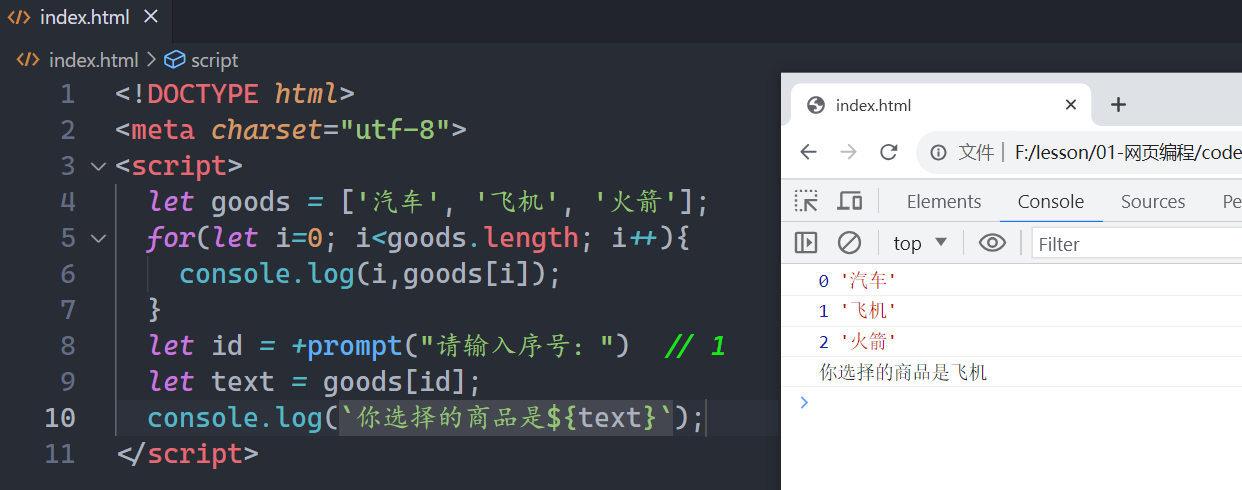 index.html
index.html > script
1 <!DOCTYPE html>
2 <meta charset="utf-8">
3 <script>
4 let goods = ['汽车', '飞机', '火箭'];
5 for(let i=0; i<goods.length; i++){
6 console.log(i,goods[i]);
7 }
8 let id = +prompt("请输入序号：") // 1
9 let text = goods[id];
10 console.log(`你选择的商品是${text}`);
11 </script>
index.html
文件 | F:/lesson/01-网页编程/code
Elements Console Sources Pe
top Filter
0 '汽车'
1 '飞机'
2 '火箭'
你选择的商品是飞机
>